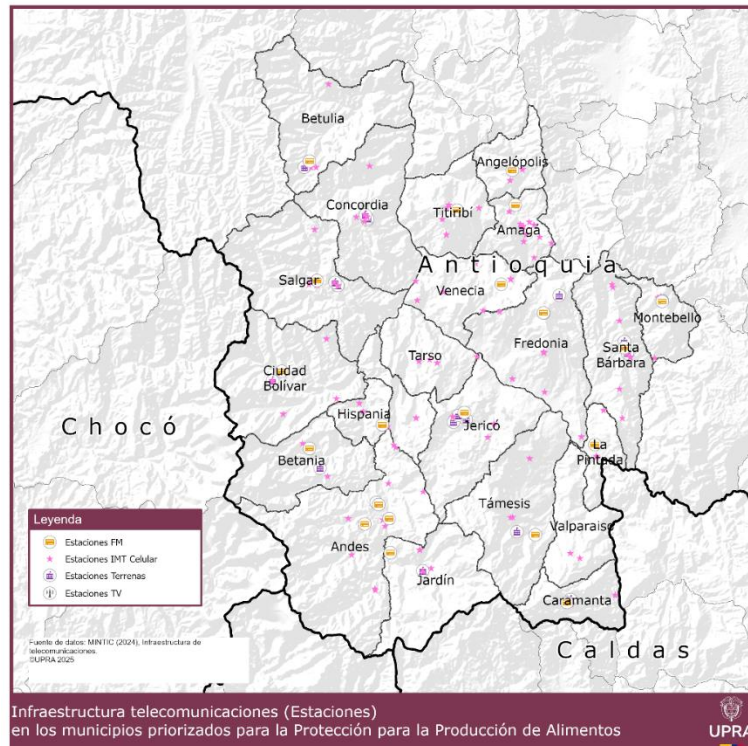 Betulia
Angelópolis
Concordia
Titiribí
Amagá
Antioquia
Salgar
Venecia
Montebello
Fredonia
Santa
Bárbara
Tarso
Ciudad
Bolívar
Hispania
Chocó
Jericó
La
Pintada
Betania
Támesis
Valparaiso
Andes
Jardín
Caramanta
Caldas
Leyenda
Estaciones FM
Estaciones IMT Celular
Estaciones Terrenas
Estaciones TV
Fuente de datos: MINTIC (2024), Infraestructura de
telecomunicaciones.
©UPRA 2025
Infraestructura telecomunicaciones (Estaciones)
en los municipios priorizados para la Protección para la Producción de Alimentos
UPRA